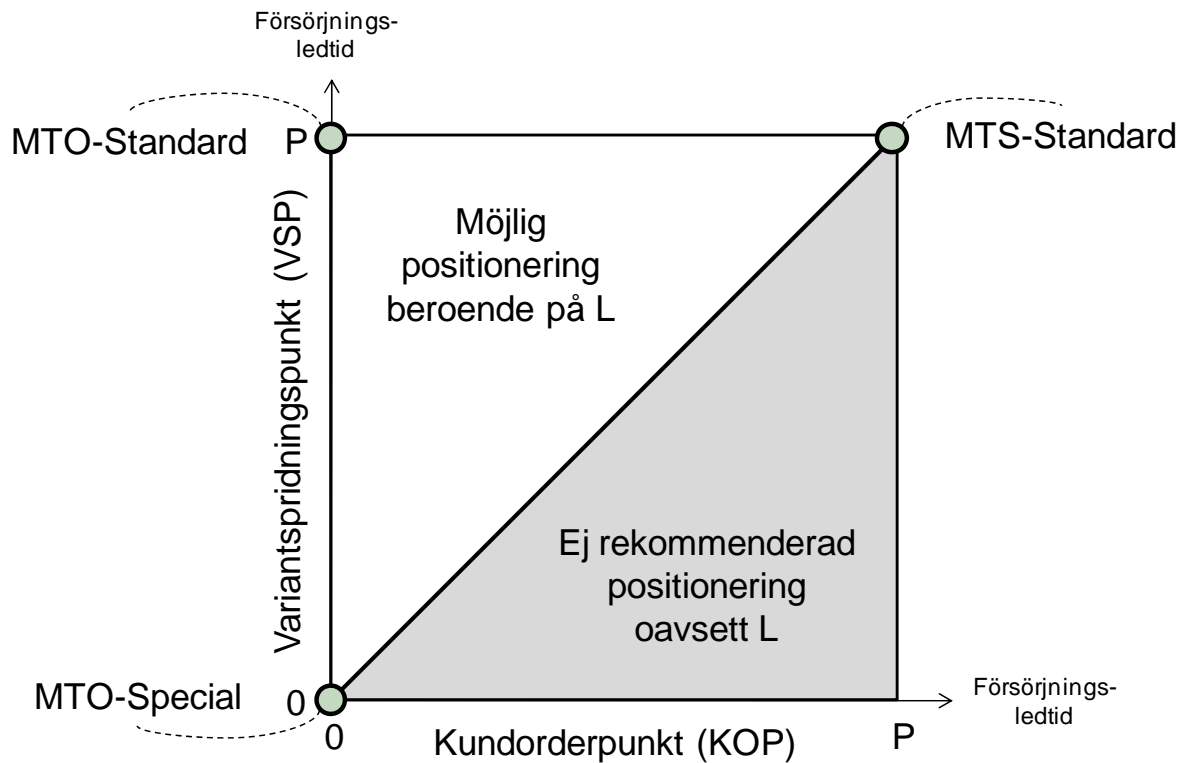 Försörjnings-
ledtid
MTO-Standard
P
MTS-Standard
Variantspridningspunkt (VSP)
Möjlig
positionering
beroende på L
Ej rekommenderad
positionering
oavsett L
MTO-Special
0
0
Kundorderpunkt (KOP)
P
Försörjnings-
ledtid